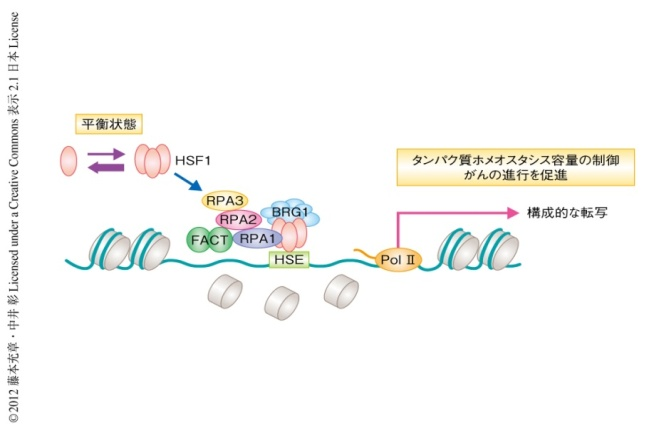 ©2012 藤本充章・中井 彰 Licensed under a Creative Commons 表示 2.1 日本 License
平衡状態
HSF1
タンパク質ホメオスタシス容量の制御
がんの進行を促進
RPA3
BRG1
RPA2
構成的な転写
FACT
RPA1
HSE
Pol II